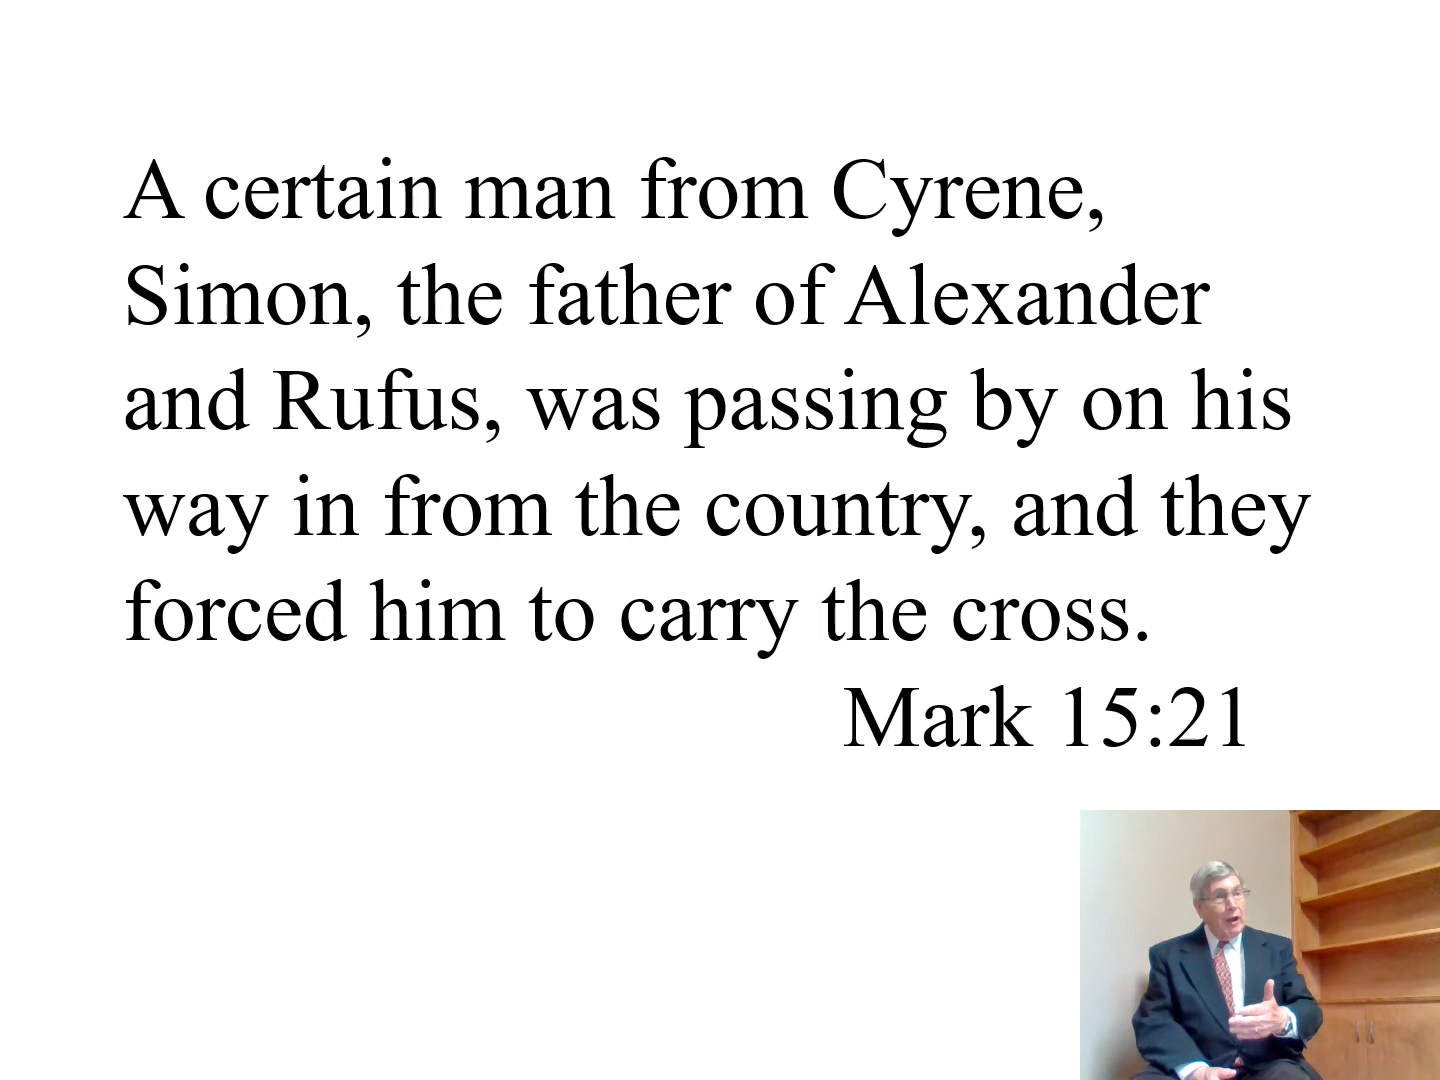 A certain man from Cyrene,
Simon, the father of Alexander
and Rufus, was passing by on his
way in from the country, and they
forced him to carry the cross.
Mark 15:21